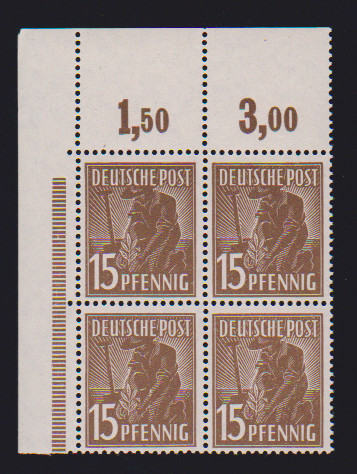 1,50 3,00
DEUTSCHE POST DEUTSCHE POST
15 PFENNIG 15 PFENNIG
DEUTSCHE POST DEUTSCHE POST
15 PFENNIG 15 PFENNIG